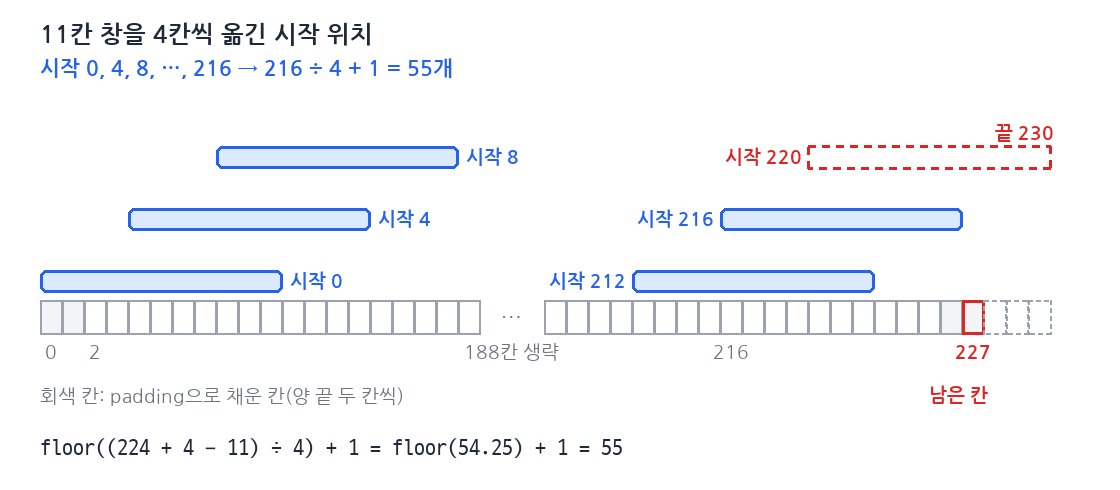 11칸 창을 4칸씩 옮긴 시작 위치
시작 0, 4, 8, ⋯, 216 → 216 ÷ 4 + 1 = 55개
끝 230
시작 8
시작 220
시작 4
시작 216
시작 0
시작 212
⋯
0 2 188칸 생략 216 227
회색 칸: padding으로 채운 칸(양 끝 두 칸씩)
남은 칸
floor((224 + 4 − 11) ÷ 4) + 1 = floor(54.25) + 1 = 55